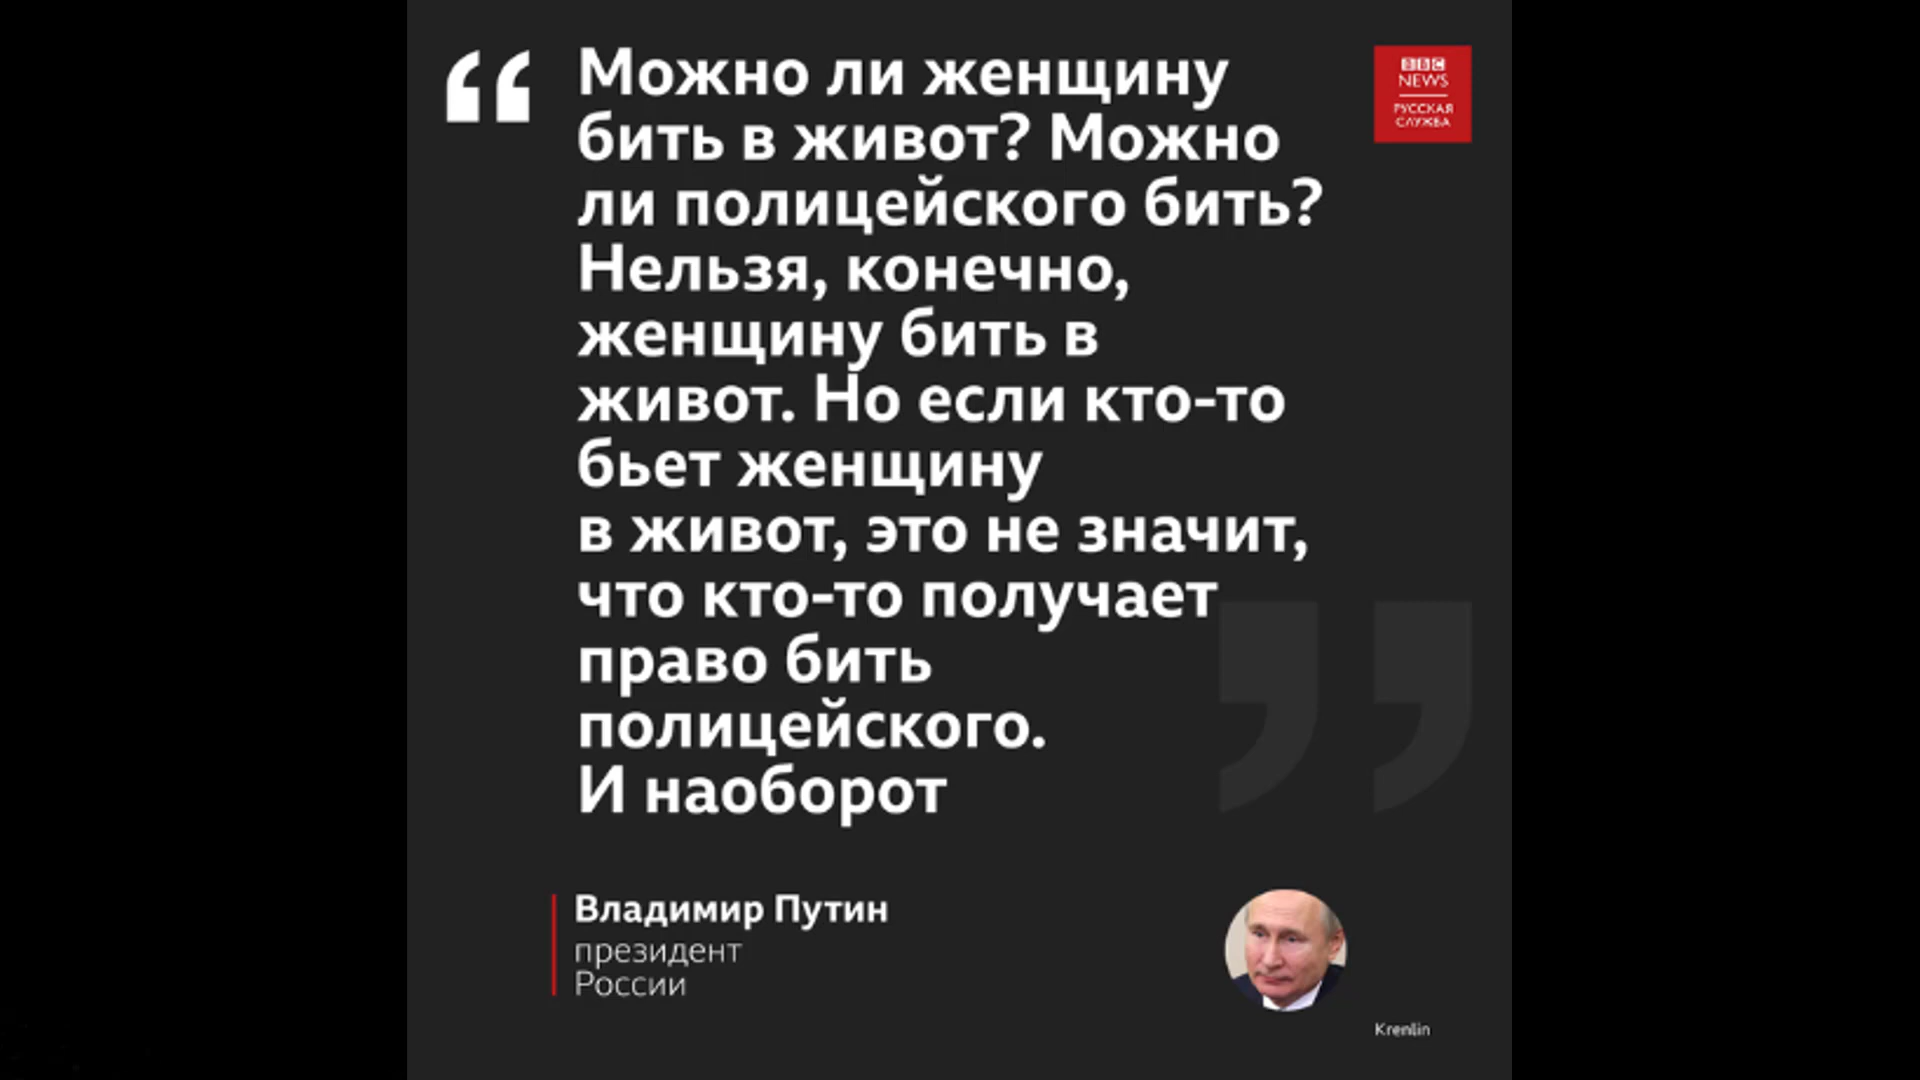 Можно ли женщину
бить в живот? Можно
ли полицейского бить?
Нельзя, конечно,
женщину бить в
живот. Но если кто-то
бьет женщину
в живот, это не значит,
что кто-то получает
право бить
полицейского.
И наоборот
BBC
NEWS
РУССКАЯ
СЛУЖБА
Владимир Путин
президент
России
Kremlin